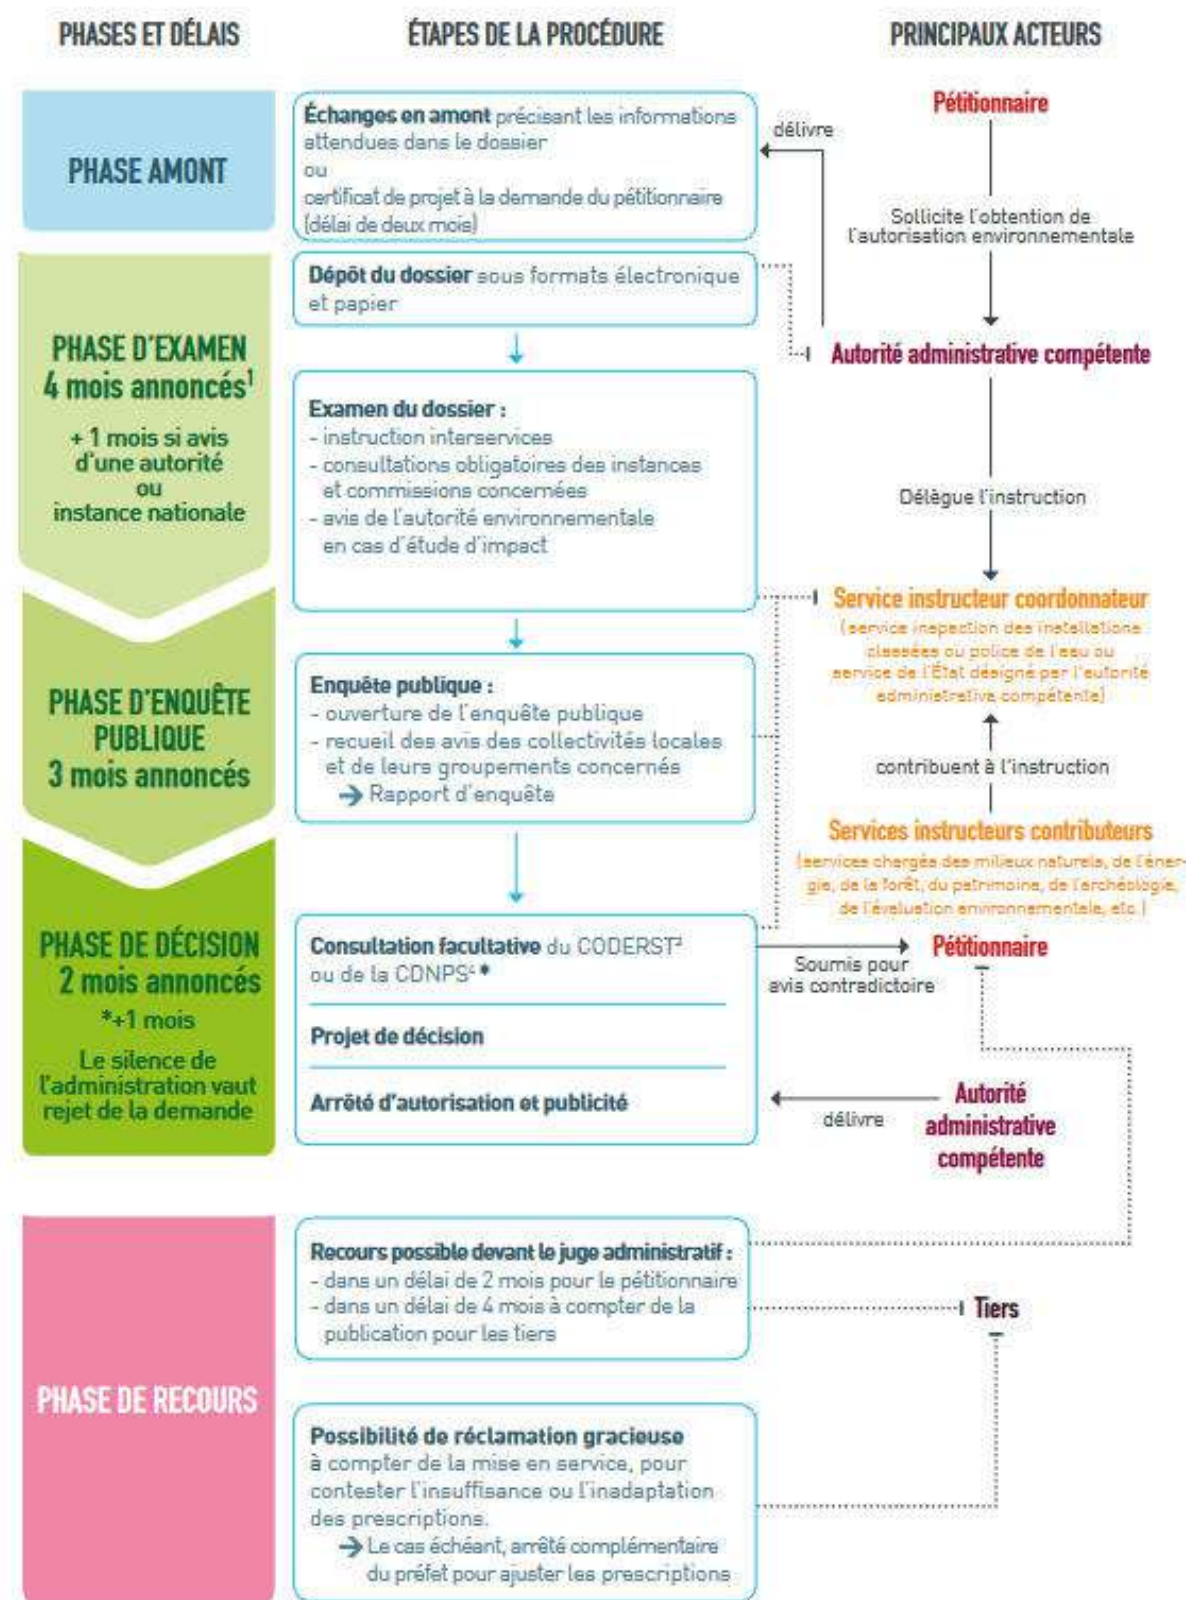 PHASES ET DÉLAIS
ÉTAPES DE LA PROCÉDURE
PRINCIPAUX ACTEURS
PHASE AMONT
Échanges en amont précisant les informations
attendues dans le dossier
ou
certificat de projet à la demande du pétitionnaire
(délai de deux mois)
délivre
Pétitionnaire
Sollicite l'obtention de
l'autorisation environnementale
PHASE D'EXAMEN
4 mois annoncés¹
+ 1 mois si avis
d'une autorité
ou
instance nationale
Dépôt du dossier sous formats électronique
et papier
Autorité administrative compétente
Examen du dossier :
- instruction interservices
- consultations obligatoires des instances
et commissions concernées
- avis de l'autorité environnementale
en cas d'étude d'impact
Délègue l'instruction
Service instructeur coordonnateur
(service inspection des installations
classées ou police de l'eau ou
service de l'État désigné par l'autorité
administrative compétente)
PHASE D'ENQUÊTE
PUBLIQUE
3 mois annoncés
Enquête publique :
- ouverture de l'enquête publique
- recueil des avis des collectivités locales
et de leurs groupements concernés
→ Rapport d'enquête
contribuent à l'instruction
Services instructeurs contributeurs
(services chargés des milieux naturels, de l'éner-
gie, de la forêt, du patrimoine, de l'archéologie,
de l'évaluation environnementale, etc.)
PHASE DE DÉCISION
2 mois annoncés
*+1 mois
Le silence de
l'administration vaut
rejet de la demande
Consultation facultative du CODERST
ou de la CDNPS *
Projet de décision
Arrêté d'autorisation et publicité
Soumis pour
avis contradictoire
Pétitionnaire
délivre
Autorité
administrative
compétente
PHASE DE RECOURS
Recours possible devant le juge administratif :
- dans un délai de 2 mois pour le pétitionnaire
- dans un délai de 4 mois à compter de la
publication pour les tiers
Tiers
Possibilité de réclamation gracieuse
à compter de la mise en service, pour
contester l'insuffisance ou l'inadaptation
des prescriptions.
→ Le cas échéant, arrêté complémentaire
du préfet pour ajuster les prescriptions